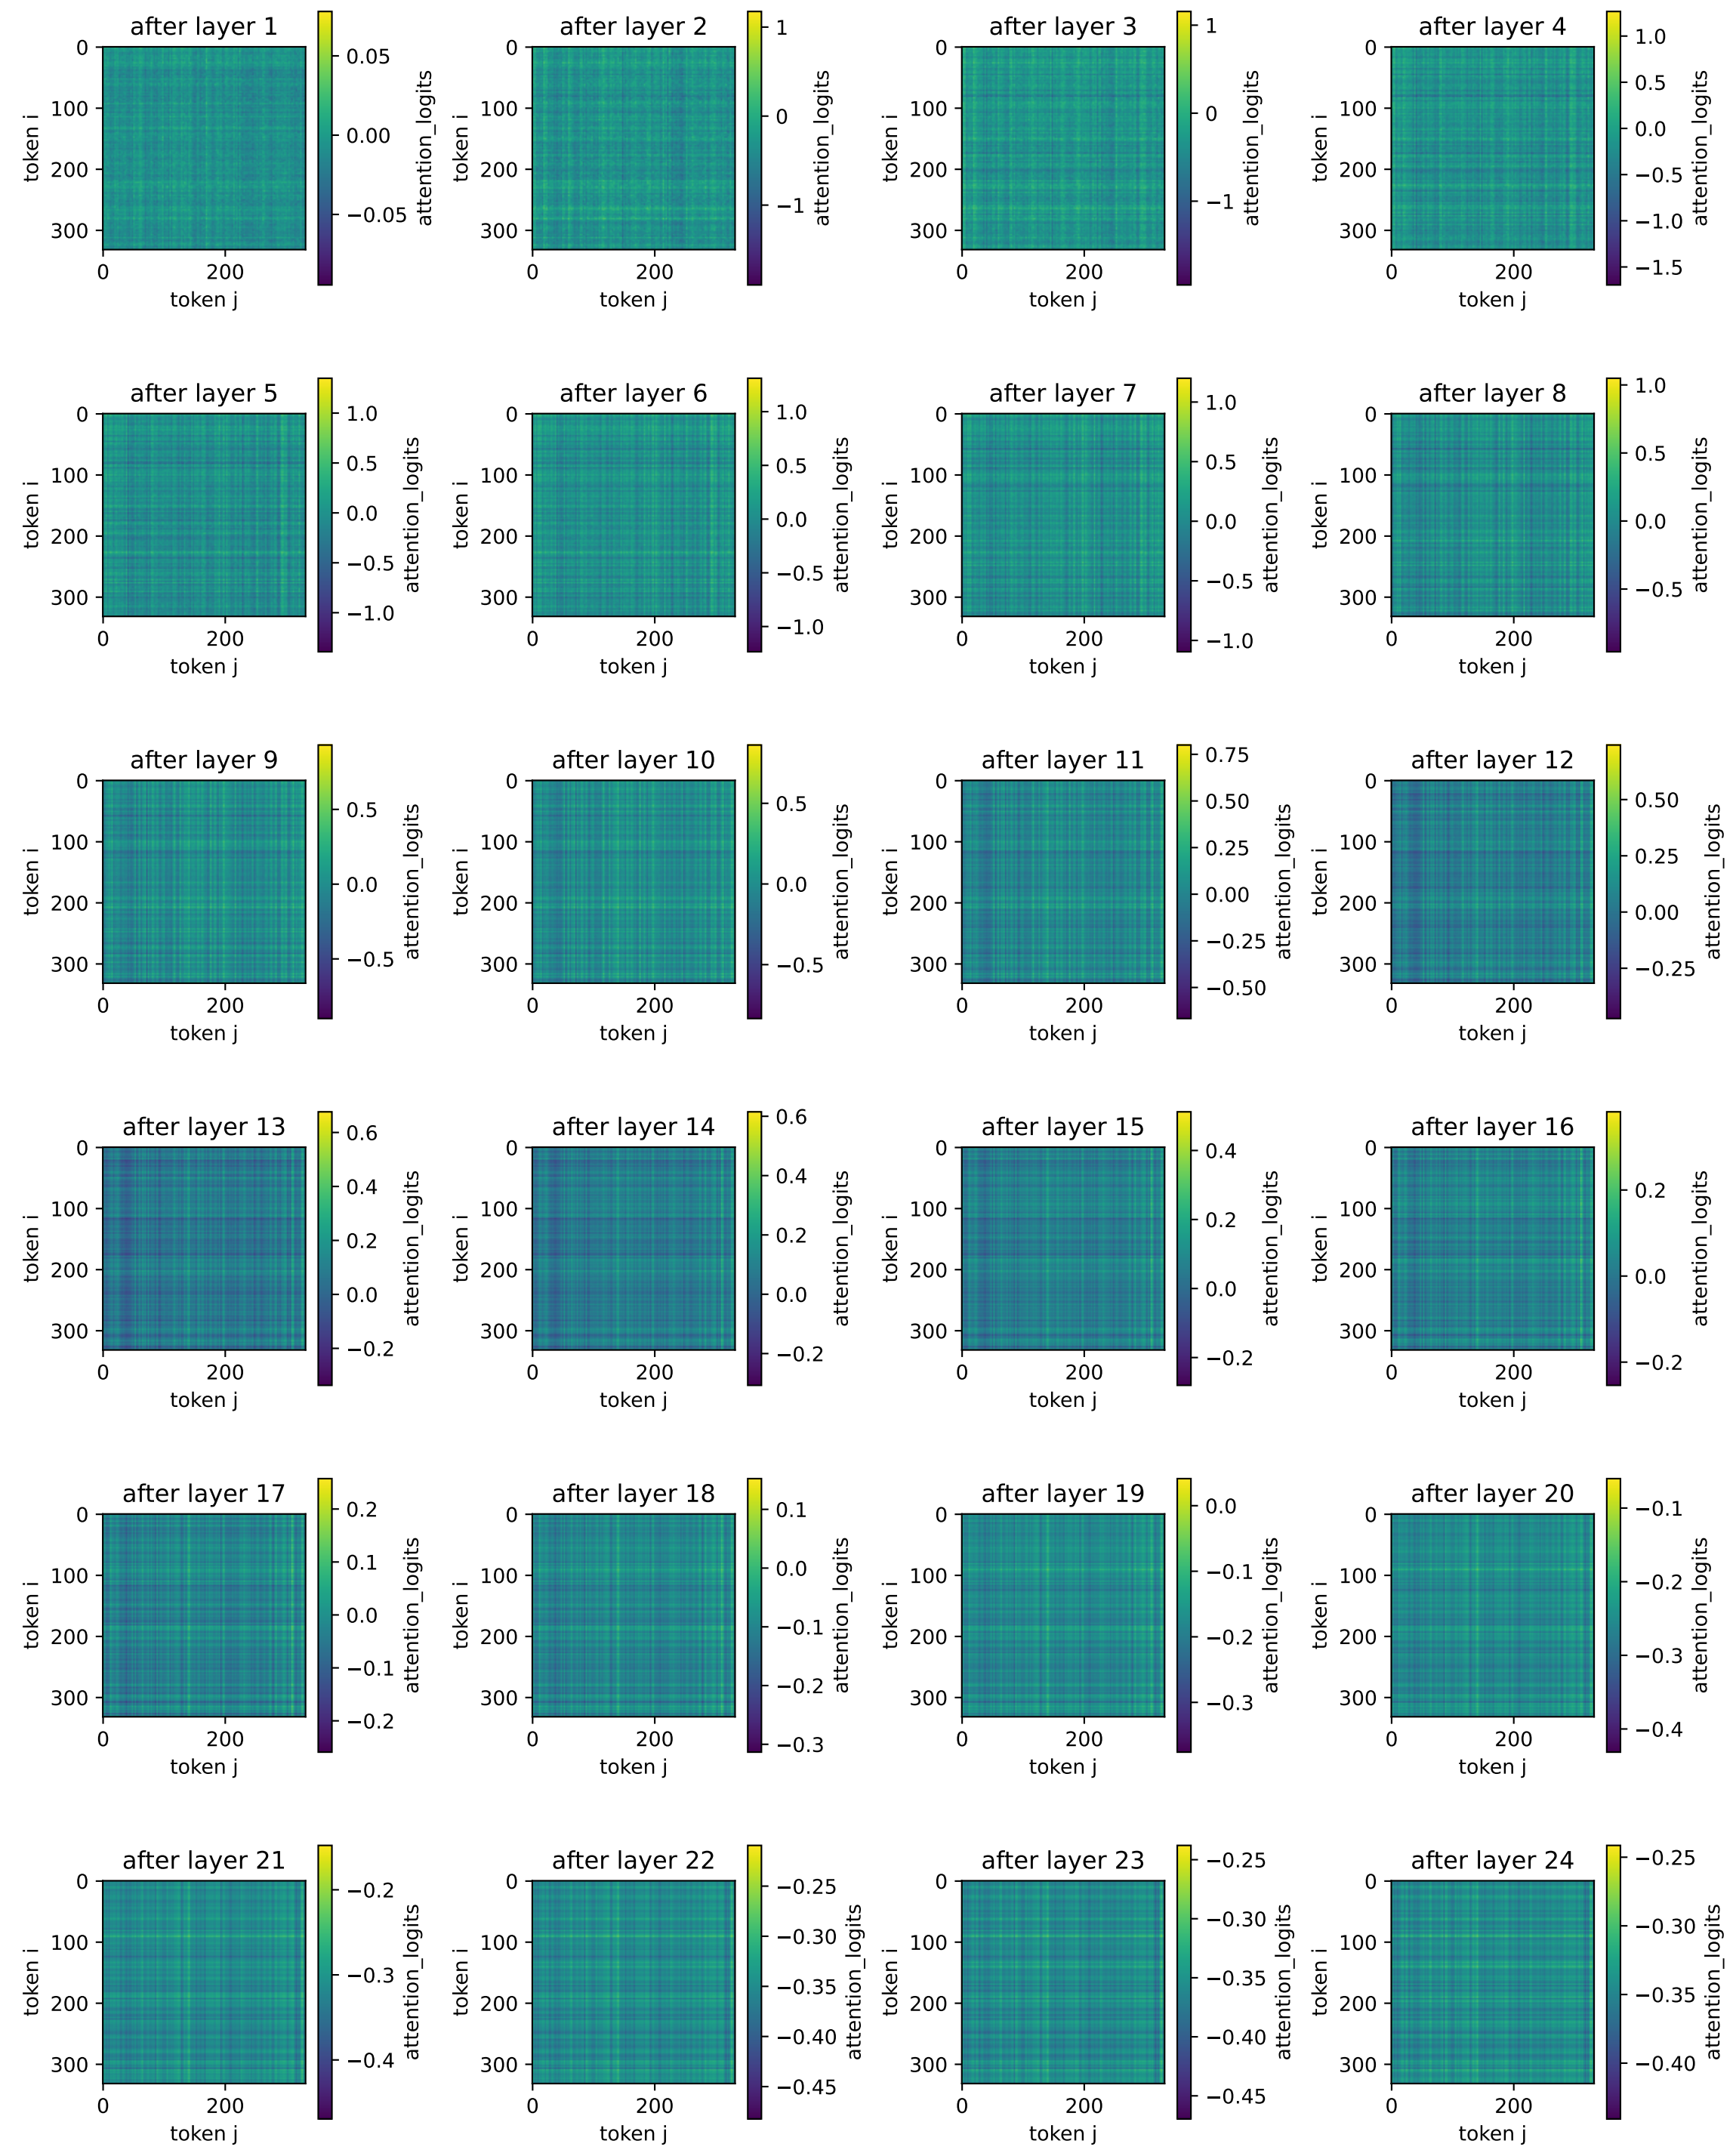 after layer 1
0
100
200
300
token i
0 200
token j
0.05
0.00
−0.05
attention_logits
after layer 2
0
100
200
300
token i
0 200
token j
1
0
−1
attention_logits
after layer 3
0
100
200
300
token i
0 200
token j
1
0
−1
attention_logits
after layer 4
0
100
200
300
token i
0 200
token j
1.0
0.5
0.0
−0.5
−1.0
−1.5
attention_logits
after layer 5
0
100
200
300
token i
0 200
token j
1.0
0.5
0.0
−0.5
−1.0
attention_logits
after layer 6
0
100
200
300
token i
0 200
token j
1.0
0.5
0.0
−0.5
−1.0
attention_logits
after layer 7
0
100
200
300
token i
0 200
token j
1.0
0.5
0.0
−0.5
−1.0
attention_logits
after layer 8
0
100
200
300
token i
0 200
token j
1.0
0.5
0.0
−0.5
attention_logits
after layer 9
0
100
200
300
token i
0 200
token j
0.5
0.0
−0.5
attention_logits
after layer 10
0
100
200
300
token i
0 200
token j
0.5
0.0
−0.5
attention_logits
after layer 11
0
100
200
300
token i
0 200
token j
0.75
0.50
0.25
0.00
−0.25
−0.50
attention_logits
after layer 12
0
100
200
300
token i
0 200
token j
0.50
0.25
0.00
−0.25
attention_logits
after layer 13
0
100
200
300
token i
0 200
token j
0.6
0.4
0.2
0.0
−0.2
attention_logits
after layer 14
0
100
200
300
token i
0 200
token j
0.6
0.4
0.2
0.0
−0.2
attention_logits
after layer 15
0
100
200
300
token i
0 200
token j
0.4
0.2
0.0
−0.2
attention_logits
after layer 16
0
100
200
300
token i
0 200
token j
0.2
0.0
−0.2
attention_logits
after layer 17
0
100
200
300
token i
0 200
token j
0.2
0.1
0.0
−0.1
−0.2
attention_logits
after layer 18
0
100
200
300
token i
0 200
token j
0.1
0.0
−0.1
−0.2
−0.3
attention_logits
after layer 19
0
100
200
300
token i
0 200
token j
0.0
−0.1
−0.2
−0.3
attention_logits
after layer 20
0
100
200
300
token i
0 200
token j
−0.1
−0.2
−0.3
−0.4
attention_logits
after layer 21
0
100
200
300
token i
0 200
token j
−0.2
−0.3
−0.4
attention_logits
after layer 22
0
100
200
300
token i
0 200
token j
−0.25
−0.30
−0.35
−0.40
−0.45
attention_logits
after layer 23
0
100
200
300
token i
0 200
token j
−0.25
−0.30
−0.35
−0.40
−0.45
attention_logits
after layer 24
0
100
200
300
token i
0 200
token j
−0.25
−0.30
−0.35
−0.40
attention_logits